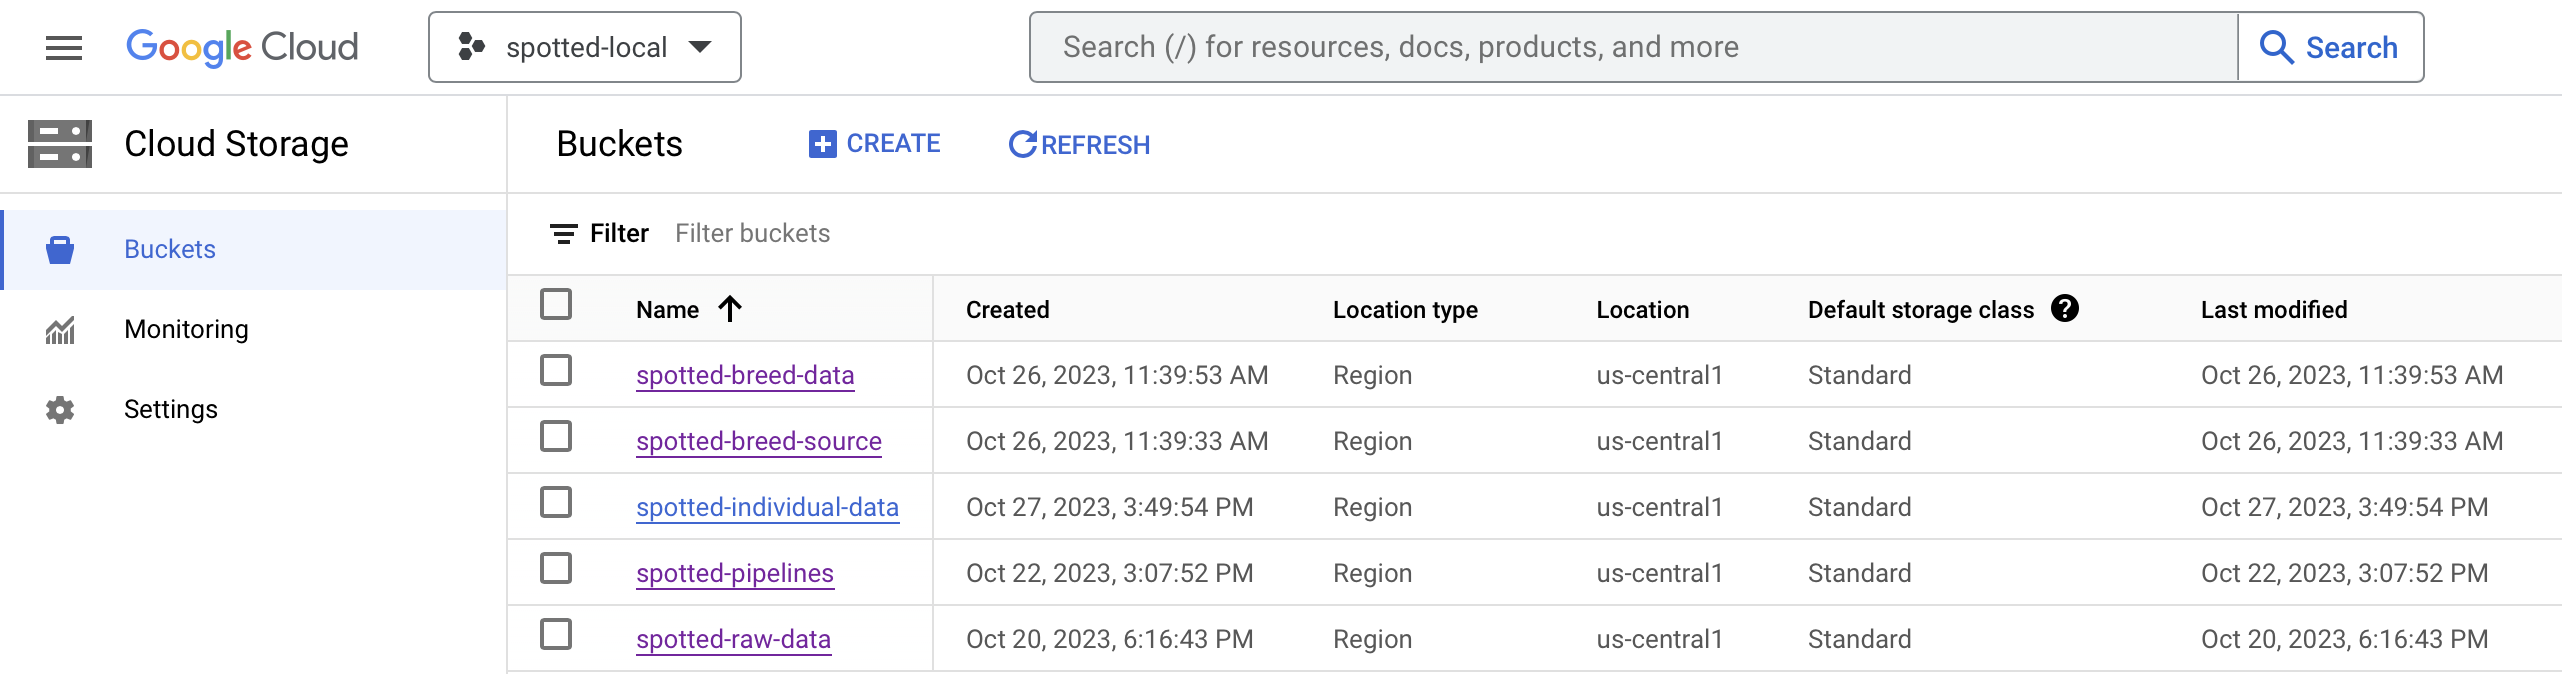 Google Cloud spotted-local Search (/) for resources, docs, products, and more Search
Cloud Storage
Buckets
Monitoring
Settings
Buckets CREATE REFRESH
Filter Filter buckets
Name Created Location type Location Default storage class ? Last modified
spotted-breed-data Oct 26, 2023, 11:39:53 AM Region us-central1 Standard Oct 26, 2023, 11:39:53 AM
spotted-breed-source Oct 26, 2023, 11:39:33 AM Region us-central1 Standard Oct 26, 2023, 11:39:33 AM
spotted-individual-data Oct 27, 2023, 3:49:54 PM Region us-central1 Standard Oct 27, 2023, 3:49:54 PM
spotted-pipelines Oct 22, 2023, 3:07:52 PM Region us-central1 Standard Oct 22, 2023, 3:07:52 PM
spotted-raw-data Oct 20, 2023, 6:16:43 PM Region us-central1 Standard Oct 20, 2023, 6:16:43 PM